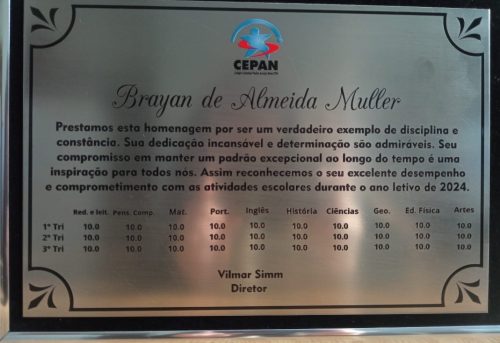 CEPAN
Brayan de Almeida Muller
Prestamos esta homenagem por ser um verdadeiro exemplo de disciplina e
constância. Sua dedicação incansável e determinação são admiráveis. Seu
compromisso em manter um padrão excepcional ao longo do tempo é uma
inspiração para todos nós. Assim reconhecemos o seu excelente desempenho
e comprometimento com as atividades escolares durante o ano letivo de 2024.
Red. e leit. Pens. Comp. Mat. Port. Inglês História Ciências Geo. Ed. Física Artes
1º Tri 10.0 10.0 10.0 10.0 10.0 10.0 10.0 10.0 10.0 10.0
2º Tri 10.0 10.0 10.0 10.0 10.0 10.0 10.0 10.0 10.0 10.0
3º Tri 10.0 10.0 10.0 10.0 10.0 10.0 10.0 10.0 10.0 10.0
Vilmar Simm
Diretor